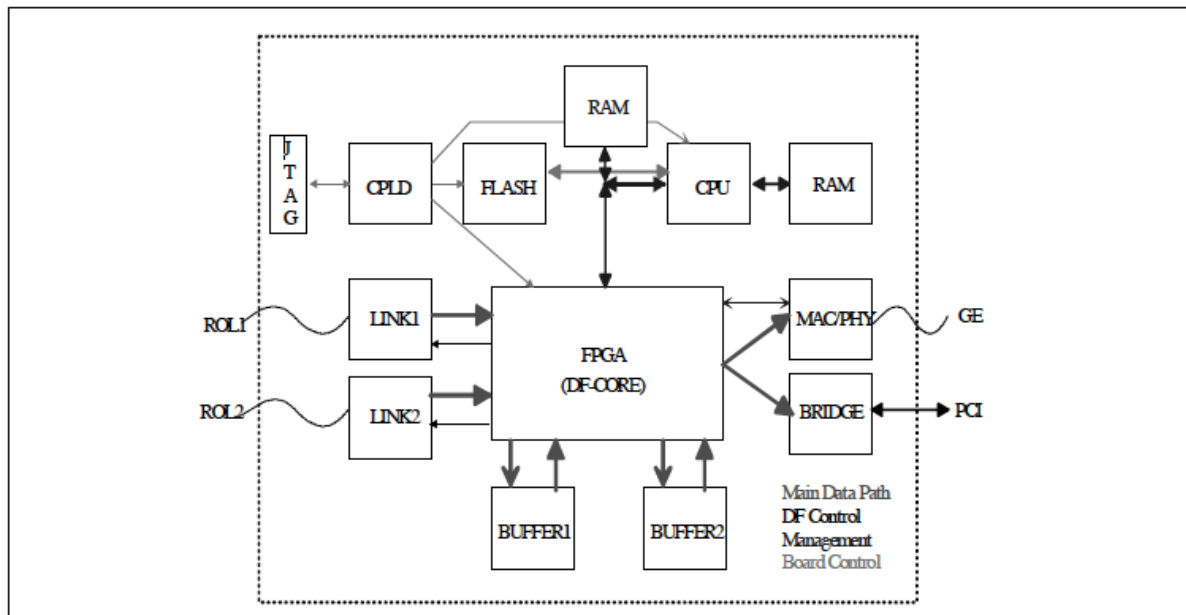 RAM
J
T
A
G
CPLD
FLASH
CPU
RAM
ROL1
LINK1
FPGA
(DF-CORE)
MAC/PHY
GE
ROL2
LINK2
BRIDGE
PCI
BUFFER1
BUFFER2
Main Data Path
DF Control
Management
Board Control